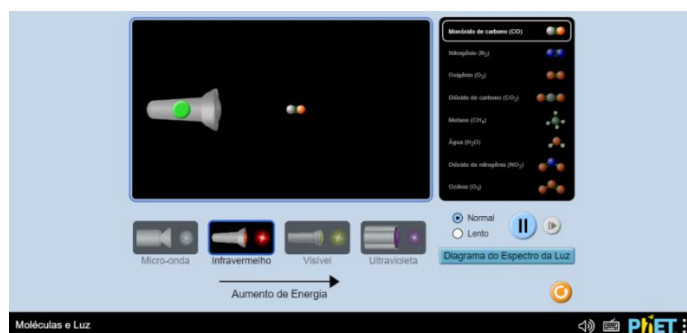 Monóxido de carbono (CO)
Nitrogênio (N₂)
Oxigênio (O₂)
Dióxido de carbono (CO₂)
Metano (CH₄)
Água (H₂O)
Dióxido de nitrogênio (NO₂)
Ozônio (O₃)
Normal
Lento
Micro-onda
Infravermelho
Visível
Ultravioleta
Diagrama do Espectro da Luz
Aumento de Energia
Moléculas e Luz
PhET